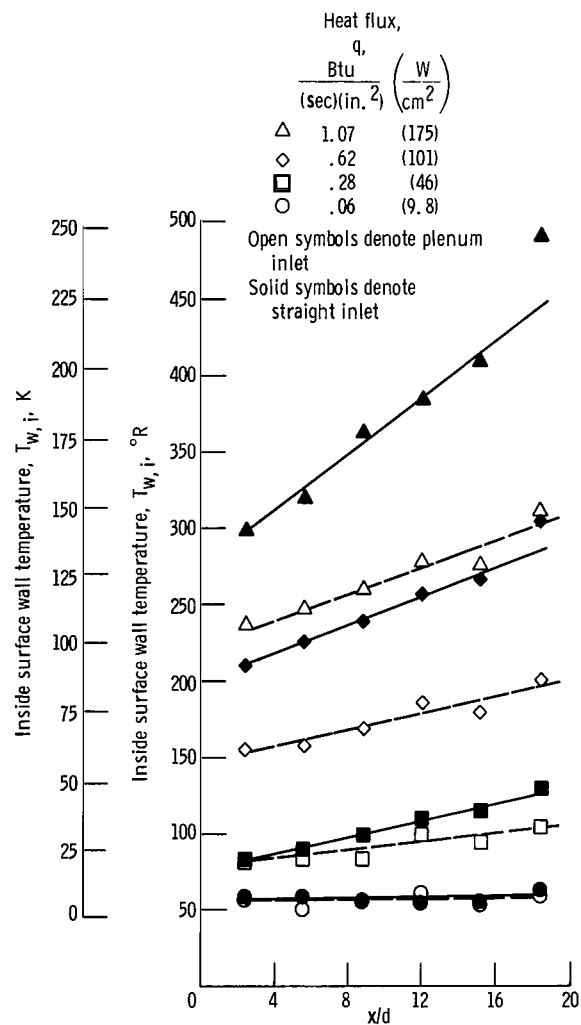 Heat flux,
q,
Btu/(sec)(in.²) (W/cm²)
1.07 (175)
.62 (101)
.28 (46)
.06 (9.8)
Open symbols denote plenum
inlet
Solid symbols denote
straight inlet
Inside surface wall temperature, T_w,i, K
250
225
200
175
150
125
100
75
50
25
0
Inside surface wall temperature, T_w,i, °R
500
450
400
350
300
250
200
150
100
50
0 4 8 12 16 20
x/d